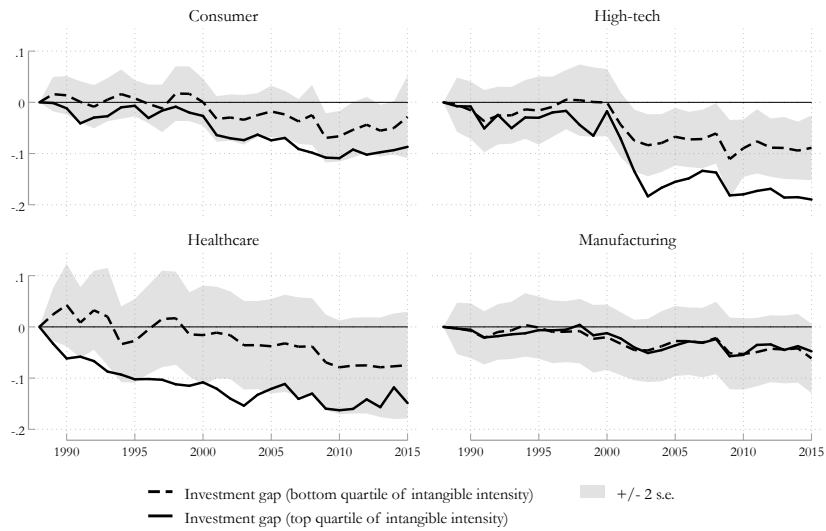 Consumer
High-tech
.1
0
-.1
-.2
Healthcare
Manufacturing
.1
0
-.1
-.2
1990 1995 2000 2005 2010 2015 1990 1995 2000 2005 2010 2015
Investment gap (bottom quartile of intangible intensity)
+/- 2 s.e.
Investment gap (top quartile of intangible intensity)